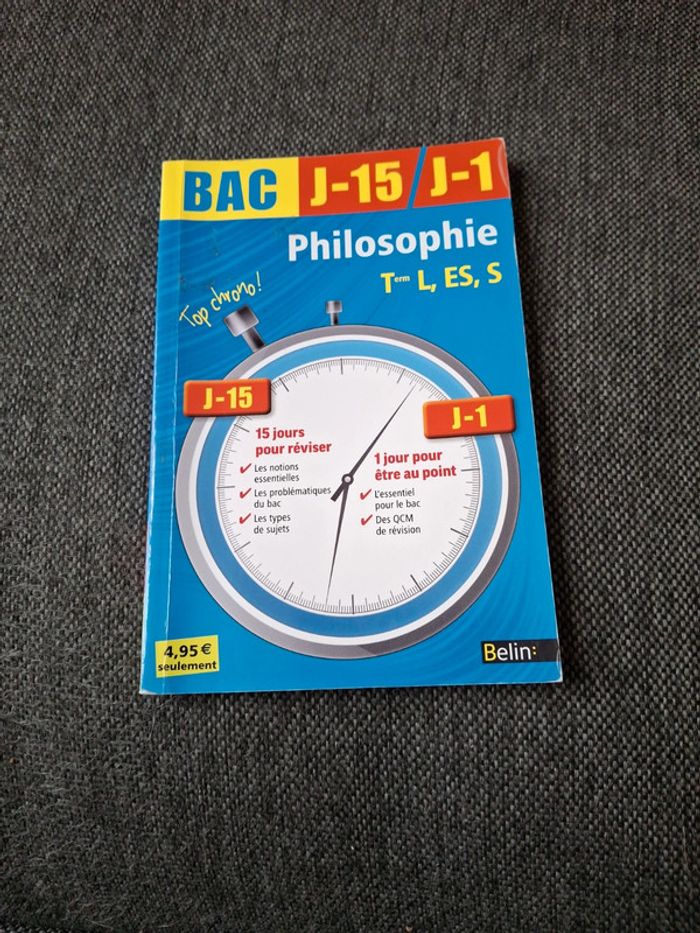 BAC J-15/J-1
Philosophie
Term L, ES, S
Top chrono!
J-15
15 jours
pour réviser
✓ Les notions
essentielles
✓ Les problématiques
du bac
✓ Les types
de sujets
J-1
1 jour pour
être au point
✓ L'essentiel
pour le bac
✓ Des QCM
de révision
4,95 €
seulement
Belin: